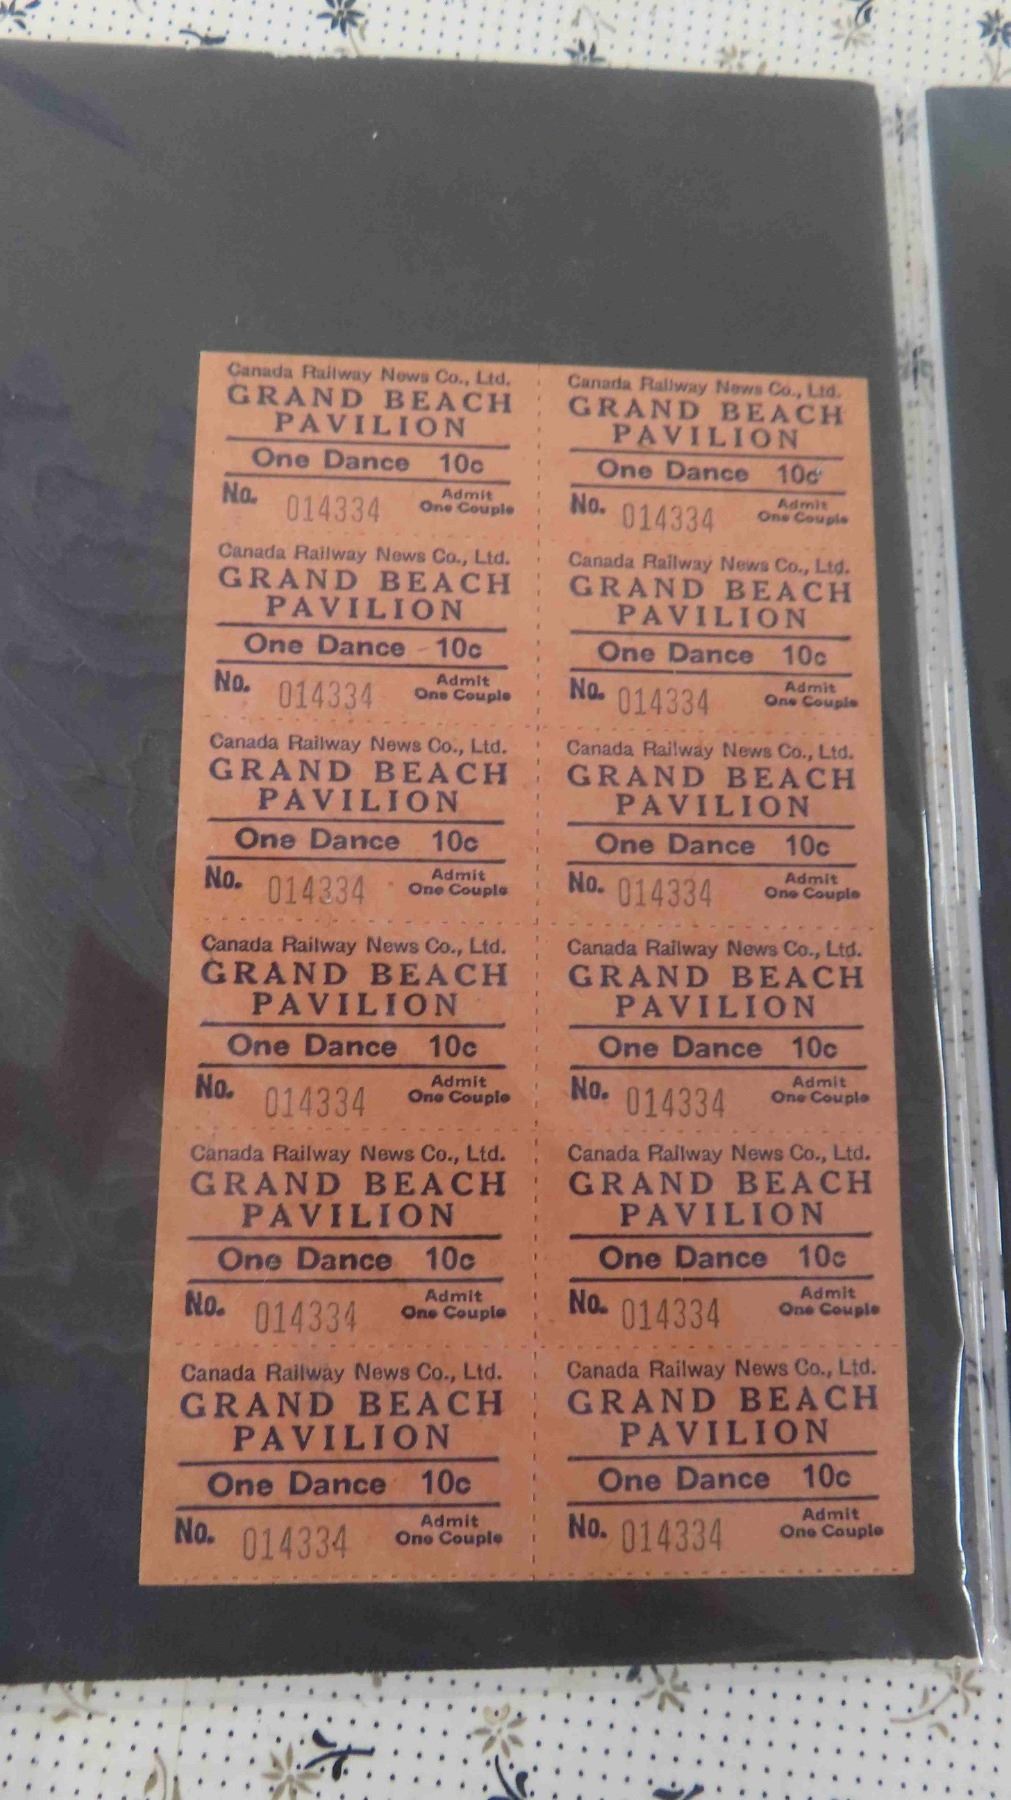 Canada Railway News Co., Ltd.
GRAND BEACH
PAVILION
One Dance 10c
No. 014334 Admit
One Couple
Canada Railway News Co., Ltd.
GRAND BEACH
PAVILION
One Dance 10c
No. 014334 Admit
One Couple
Canada Railway News Co., Ltd.
GRAND BEACH
PAVILION
One Dance 10c
No. 014334 Admit
One Couple
Canada Railway News Co., Ltd.
GRAND BEACH
PAVILION
One Dance 10c
No. 014334 Admit
One Couple
Canada Railway News Co., Ltd.
GRAND BEACH
PAVILION
One Dance 10c
No. 014334 Admit
One Couple
Canada Railway News Co., Ltd.
GRAND BEACH
PAVILION
One Dance 10c
No. 014334 Admit
One Couple
Canada Railway News Co., Ltd.
GRAND BEACH
PAVILION
One Dance 10c
No. 014334 Admit
One Couple
Canada Railway News Co., Ltd.
GRAND BEACH
PAVILION
One Dance 10c
No. 014334 Admit
One Couple
Canada Railway News Co., Ltd.
GRAND BEACH
PAVILION
One Dance 10c
No. 014334 Admit
One Couple
Canada Railway News Co., Ltd.
GRAND BEACH
PAVILION
One Dance 10c
No. 014334 Admit
One Couple
Canada Railway News Co., Ltd.
GRAND BEACH
PAVILION
One Dance 10c
No. 014334 Admit
One Couple
Canada Railway News Co., Ltd.
GRAND BEACH
PAVILION
One Dance 10c
No. 014334 Admit
One Couple